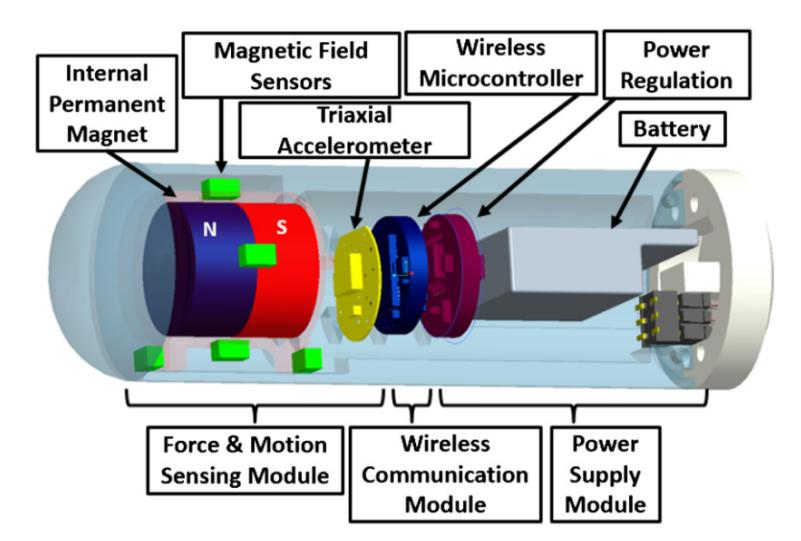 Internal
Permanent
Magnet
Magnetic Field
Sensors
Triaxial
Accelerometer
Wireless
Microcontroller
Power
Regulation
Battery
N
S
Force & Motion
Sensing Module
Wireless
Communication
Module
Power
Supply
Module